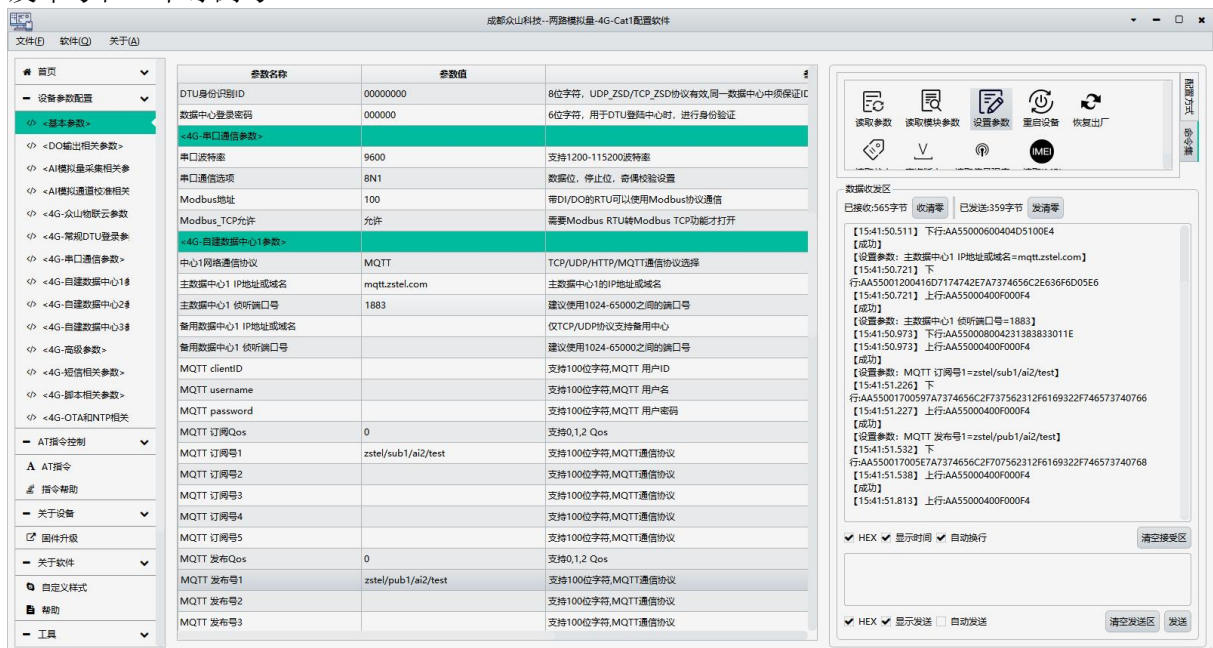 成都众山科技--两路模拟量-4G-Cat1配置软件
文件(F) 软件(Q) 关于(A)
首页
设备参数配置
<基本参数>
<DO输出相关参数>
<AI模拟量采集相关参
<AI模拟通道校准相关
<4G-众山物联云参数
<4G-常规DTU登录参
<4G-串口通信参数>
<4G-自建数据中心1参
<4G-自建数据中心2参
<4G-自建数据中心3参
<4G-高级参数>
<4G-短信相关参数>
<4G-脚本相关参数>
<4G-OTA和NTP相关
AT指令控制
AT指令
指令帮助
关于设备
固件升级
关于软件
自定义样式
帮助
工具
参数名称 参数值
DTU身份识别ID 00000000 8位字符，UDP_ZSD/TCP_ZSD协议有效,同一数据中心中须保证ID
数据中心登录密码 000000 6位字符，用于DTU登陆中心时，进行身份验证
<4G-串口通信参数>
串口波特率 9600 支持1200-115200波特率
串口通信选项 8N1 数据位，停止位，奇偶校验设置
Modbus地址 100 带DI/DO的RTU可以使用Modbus协议通信
Modbus_TCP允许 允许 需要Modbus RTU转Modbus TCP功能才打开
<4G-自建数据中心1参数>
中心1网络通信协议 MQTT TCP/UDP/HTTP/MQTT通信协议选择
主数据中心1 IP地址或域名 mqtt.zstel.com 主数据中心1的IP地址或域名
主数据中心1 侦听端口号 1883 建议使用1024-65000之间的端口号
备用数据中心1 IP地址或域名 仅TCP/UDP协议支持备用中心
备用数据中心1 侦听端口号 建议使用1024-65000之间的端口号
MQTT clientID 支持100位字符,MQTT 用户ID
MQTT username 支持100位字符,MQTT 用户名
MQTT password 支持100位字符,MQTT 用户密码
MQTT 订阅Qos 0 支持0,1,2 Qos
MQTT 订阅号1 zstel/sub1/ai2/test 支持100位字符,MQTT通信协议
MQTT 订阅号2 支持100位字符,MQTT通信协议
MQTT 订阅号3 支持100位字符,MQTT通信协议
MQTT 订阅号4 支持100位字符,MQTT通信协议
MQTT 订阅号5 支持100位字符,MQTT通信协议
MQTT 发布Qos 0 支持0,1,2 Qos
MQTT 发布号1 zstel/pub1/ai2/test 支持100位字符,MQTT通信协议
MQTT 发布号2 支持100位字符,MQTT通信协议
MQTT 发布号3 支持100位字符,MQTT通信协议
读取参数 读取模块参数 设置参数 重启设备 恢复出厂
IMEI
配置方式
命令集
数据收发区
已接收:565字节 收清零 已发送:359字节 发清零
【15:41:50.511】 下行:AA55000600404D5100E4
【成功】
【设置参数：主数据中心1 IP地址或域名=mqtt.zstel.com】
【15:41:50.721】 下
行:AA55001200416D7174742E7A7374656C2E636F6D05E6
【15:41:50.721】 上行:AA55000400F000F4
【成功】
【设置参数：主数据中心1 侦听端口号=1883】
【15:41:50.973】 下行:AA550008004231383833011E
【15:41:50.973】 上行:AA55000400F000F4
【成功】
【设置参数：MQTT 订阅号1=zstel/sub1/ai2/test】
【15:41:51.226】 下
行:AA55001700597A7374656C2F737562312F6169322F746573740766
【15:41:51.227】 上行:AA55000400F000F4
【成功】
【设置参数：MQTT 发布号1=zstel/pub1/ai2/test】
【15:41:51.532】 下
行:AA550017005E7A7374656C2F707562312F6169322F746573740768
【15:41:51.538】 上行:AA55000400F000F4
【成功】
【15:41:51.813】 上行:AA55000400F000F4
HEX 显示时间 自动换行 清空接受区
HEX 显示发送 自动发送 清空发送区 发送